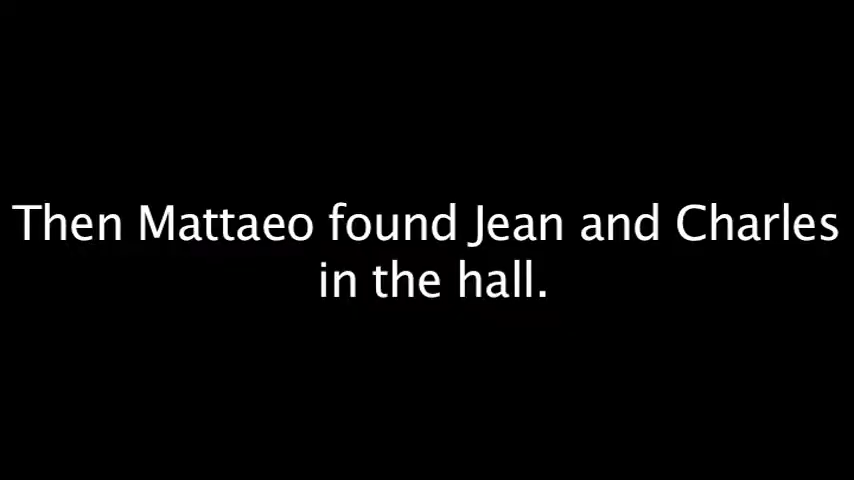 Then Mattaeo found Jean and Charles
in the hall.